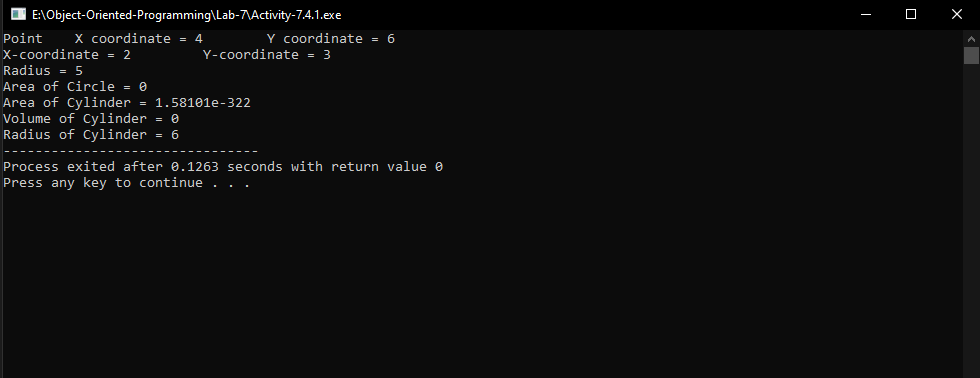 E:\Object-Oriented-Programming\Lab-7\Activity-7.4.1.exe
Point    X coordinate = 4        Y coordinate = 6
X-coordinate = 2         Y-coordinate = 3
Radius = 5
Area of Circle = 0
Area of Cylinder = 1.58101e-322
Volume of Cylinder = 0
Radius of Cylinder = 6
--------------------------------
Process exited after 0.1263 seconds with return value 0
Press any key to continue . . .